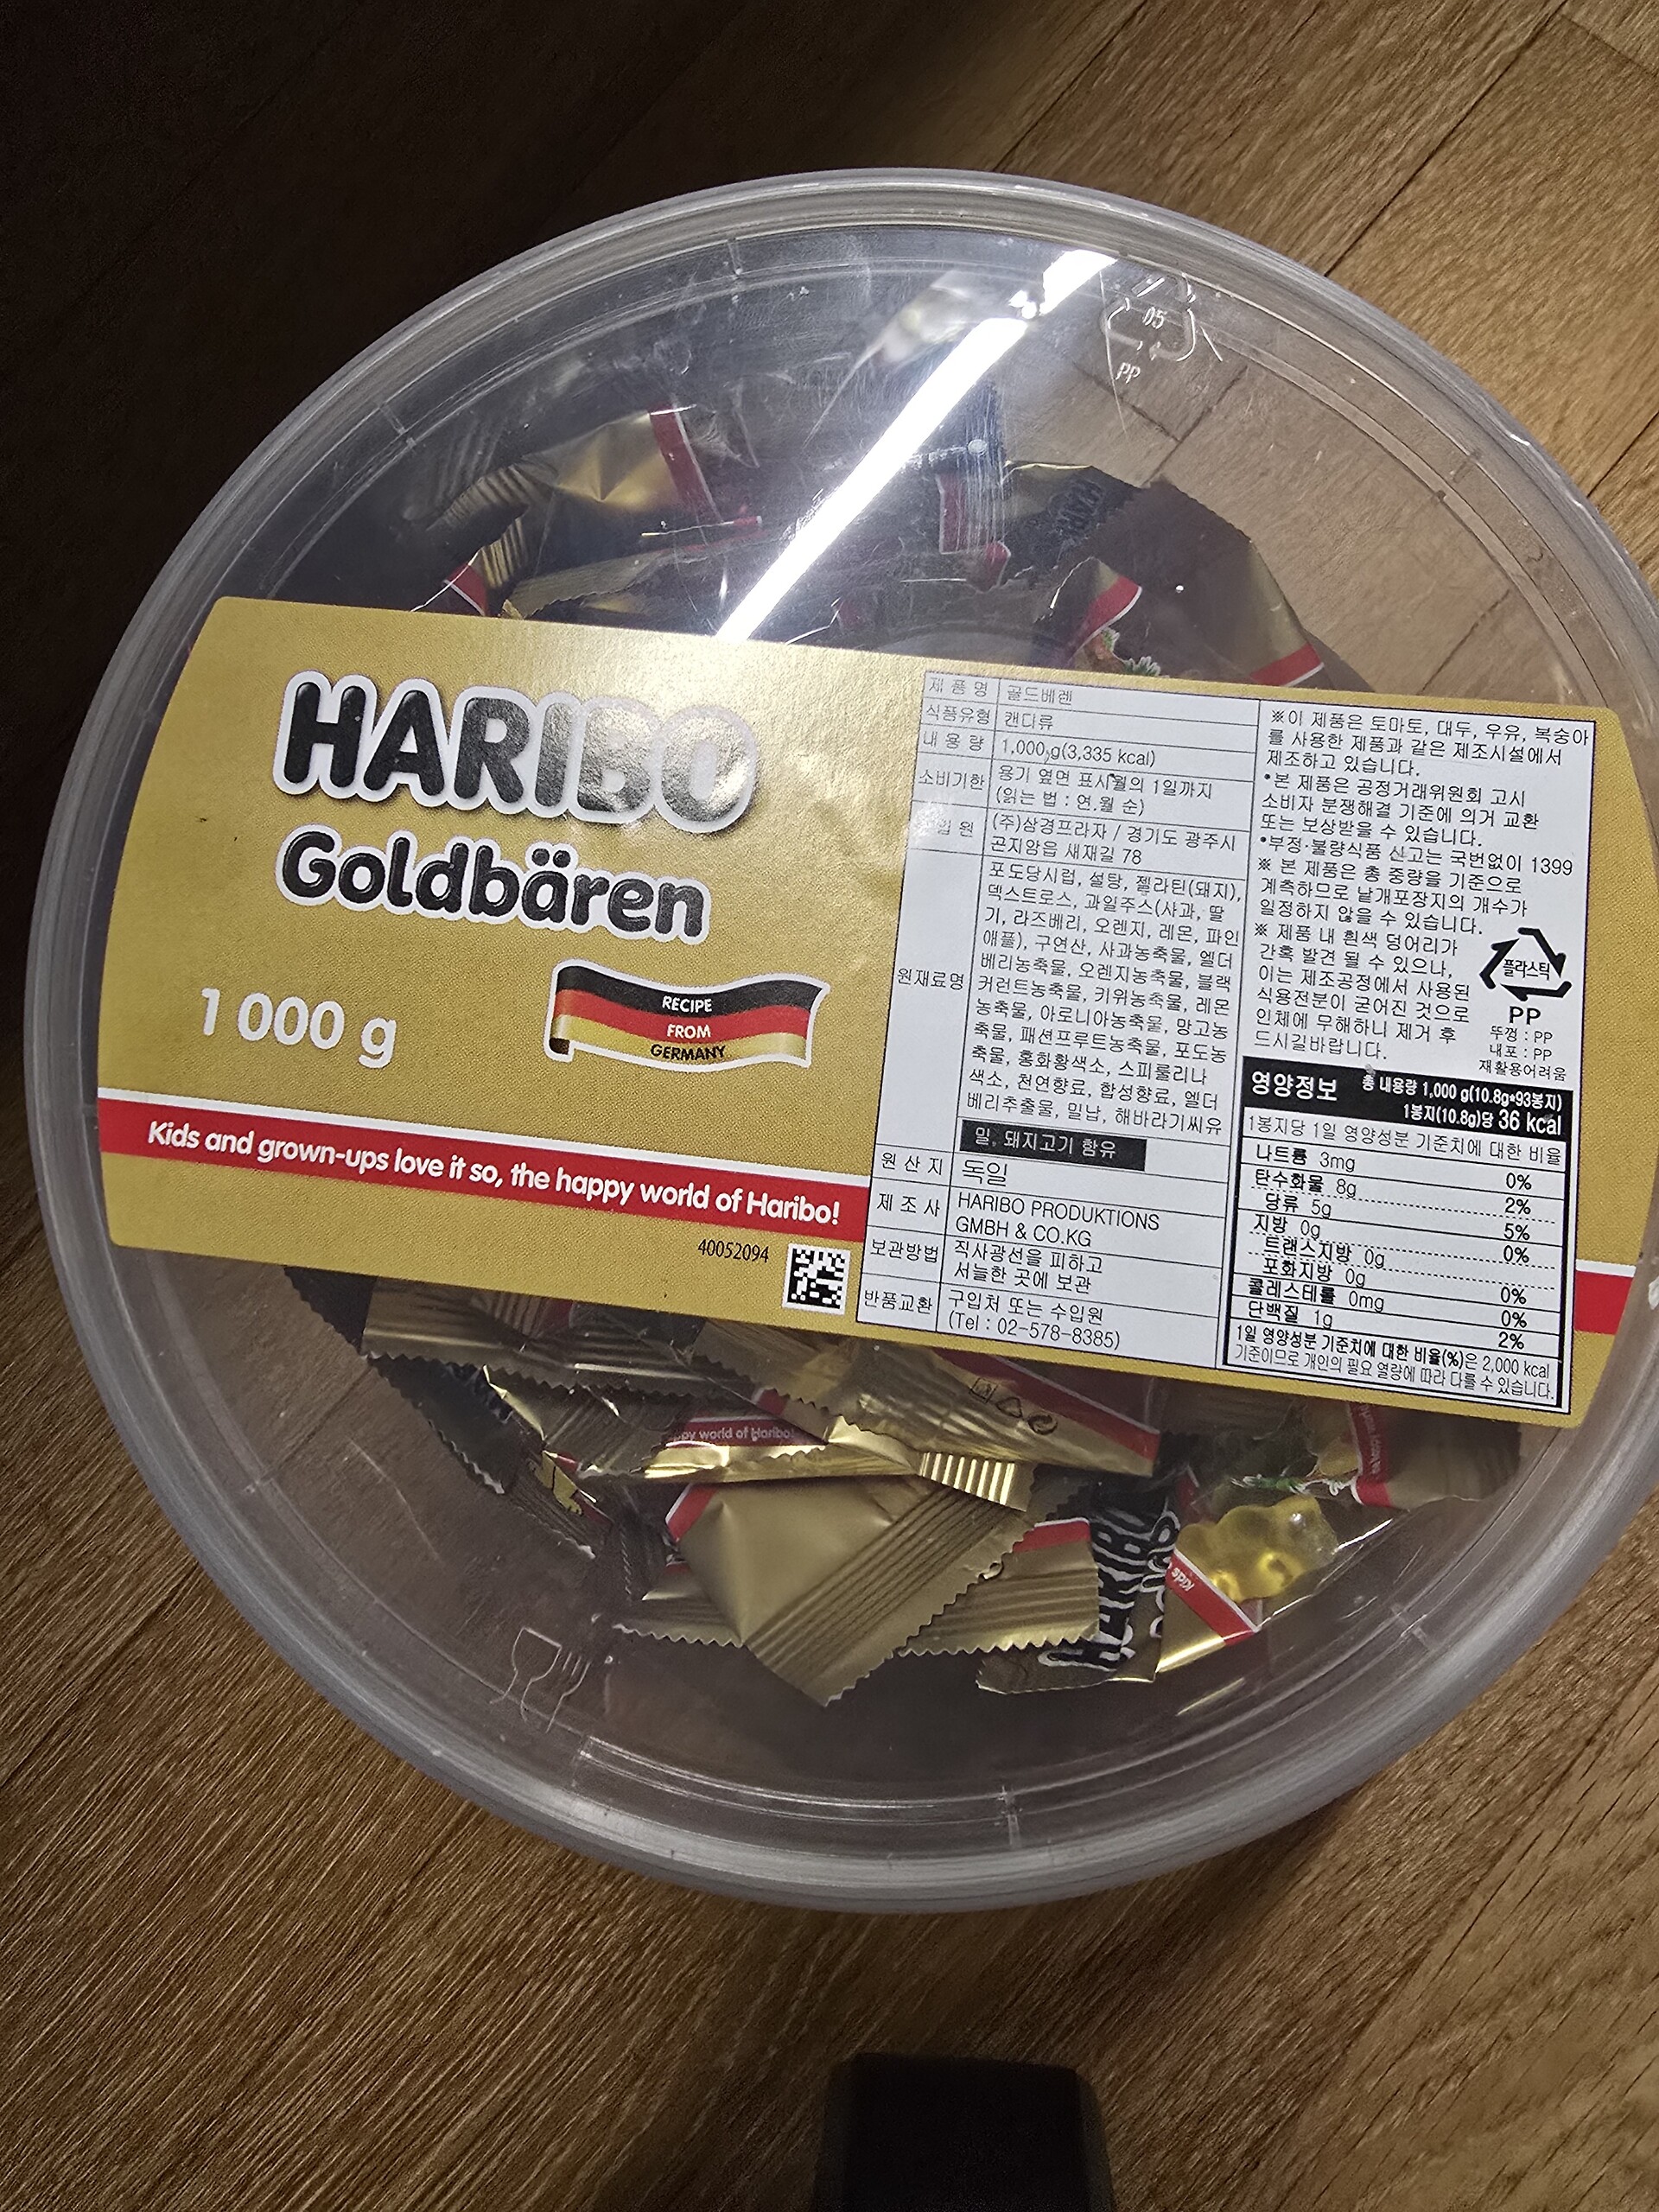 05
PP
HARIBO
Goldbären
1 000 g
RECIPE
FROM
GERMANY
Kids and grown-ups love it so, the happy world of Haribo!
40052094
제 품 명 골드베렌
식품유형 캔디류
내 용 량 1,000 g(3,335 kcal)
소비기한 용기 옆면 표시월의 1일까지
(읽는 법 : 연.월 순)
입 원 (주)삼경프라자 / 경기도 광주시
곤지암읍 새재길 78
원재료명
포도당시럽, 설탕, 젤라틴(돼지),
덱스트로스, 과일주스(사과, 딸
기, 라즈베리, 오렌지, 레몬, 파인
애플), 구연산, 사과농축물, 엘더
베리농축물, 오렌지농축물, 블랙
커런트농축물, 키위농축물, 레몬
농축물, 아로니아농축물, 망고농
축물, 패션프루트농축물, 포도농
축물, 홍화황색소, 스피룰리나
색소, 천연향료, 합성향료, 엘더
베리추출물, 밀납, 해바라기씨유
밀, 돼지고기 함유
원 산 지 독일
제 조 사 HARIBO PRODUKTIONS
GMBH & CO.KG
보관방법 직사광선을 피하고
서늘한 곳에 보관
반품교환 구입처 또는 수입원
(Tel : 02-578-8385)
※이 제품은 토마토, 대두, 우유, 복숭아
를 사용한 제품과 같은 제조시설에서
제조하고 있습니다.
•본 제품은 공정거래위원회 고시
소비자 분쟁해결 기준에 의거 교환
또는 보상받을 수 있습니다.
•부정·불량식품 신고는 국번없이 1399
※ 본 제품은 총 중량을 기준으로
계측하므로 낱개포장지의 개수가
일정하지 않을 수 있습니다.
※ 제품 내 흰색 덩어리가
간혹 발견 될 수 있으나,
이는 제조공정에서 사용된
식용전분이 굳어진 것으로
인체에 무해하니 제거 후
드시길바랍니다.
플라스틱
PP
뚜껑 : PP
내포 : PP
재활용어려움
영양정보 총 내용량 1,000 g(10.8g*93봉지)
1봉지(10.8g)당 36 kcal
1봉지당 1일 영양성분 기준치에 대한 비율
나트륨 3mg 0%
탄수화물 8g 2%
당류 5g 5%
지방 0g 0%
트랜스지방 0g
포화지방 0g 0%
콜레스테롤 0mg 0%
단백질 1g 2%
1일 영양성분 기준치에 대한 비율(%)은 2,000 kcal
기준이므로 개인의 필요 열량에 따라 다를 수 있습니다.
py world of Haribo!
HARIBO
Kids